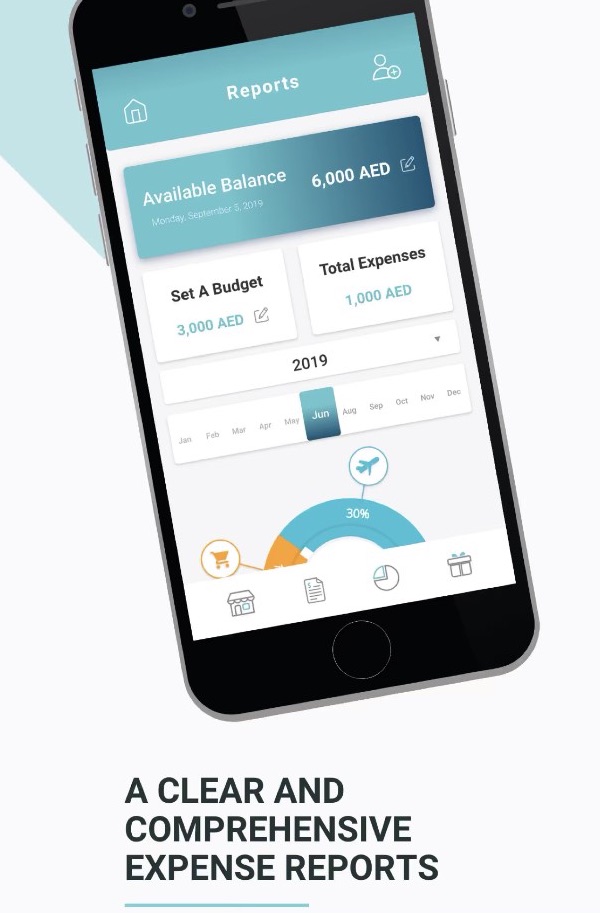 Reports
Available Balance
6,000 AED
Monday, September 5, 2019
Set A Budget
Total Expenses
3,000 AED
1,000 AED
2019
Jan Feb Mar Apr May Jun Aug Sep Oct Nov Dec
30%
A CLEAR AND
COMPREHENSIVE
EXPENSE REPORTS